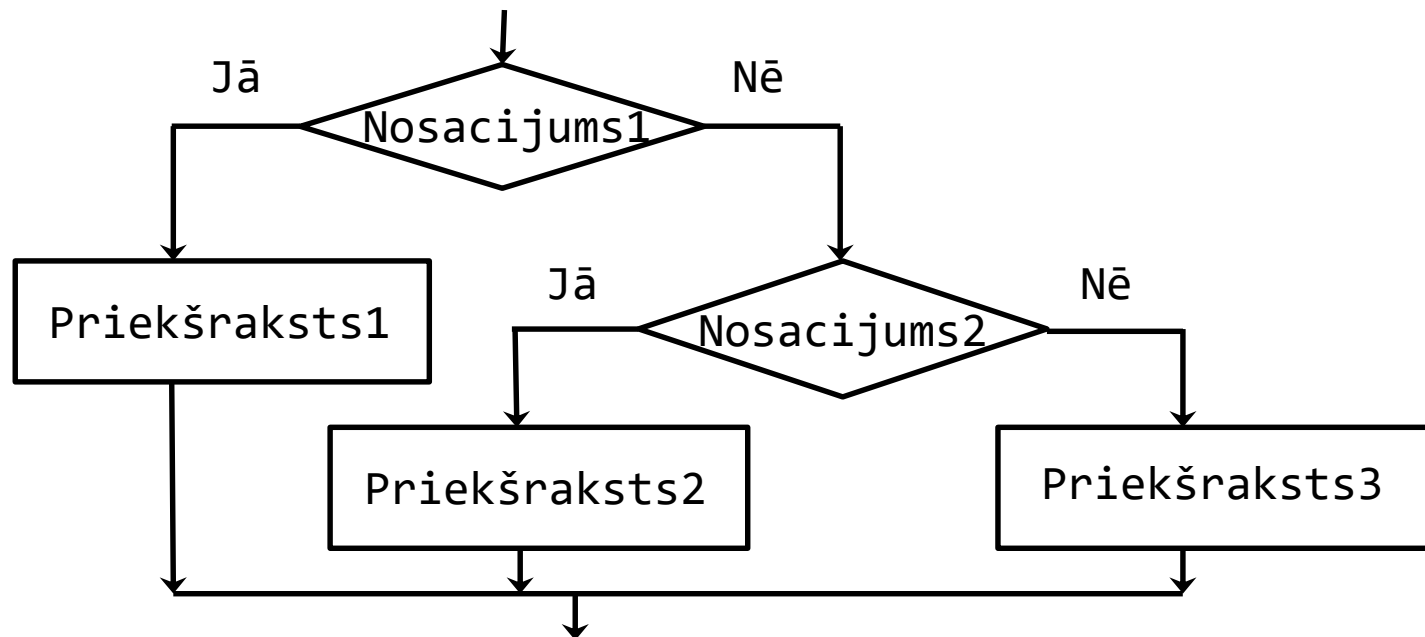 Jā
Nē
Nosacijums1
Priekšraksts1
Jā
Nē
Nosacijums2
Priekšraksts2
Priekšraksts3